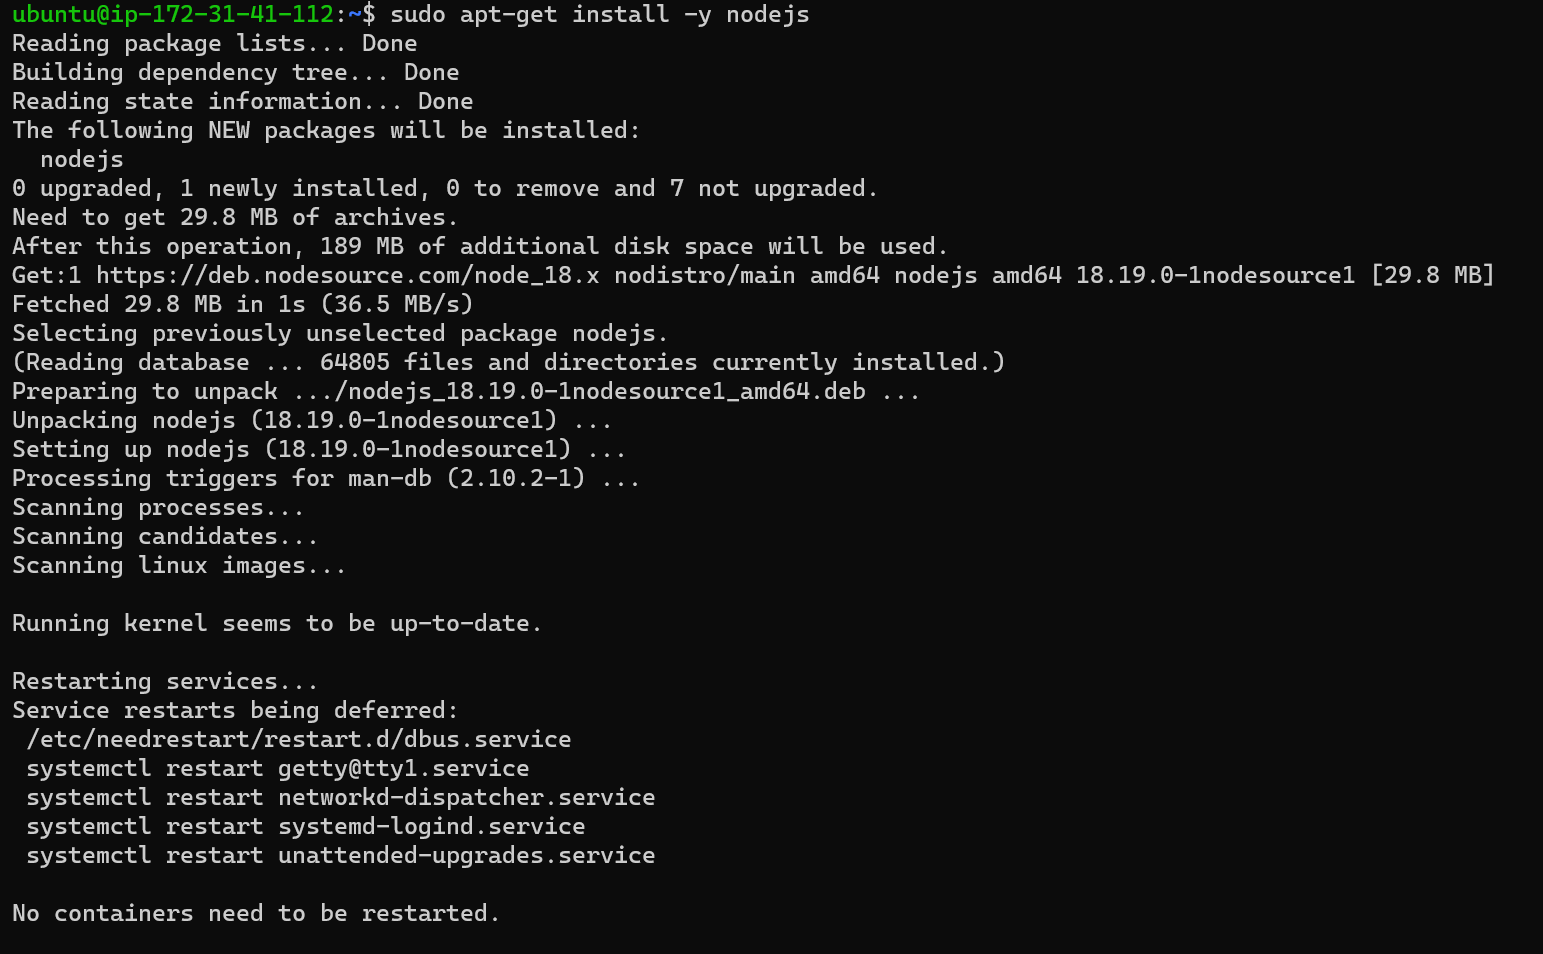 ubuntu@ip-172-31-41-112:~$ sudo apt-get install -y nodejs
Reading package lists... Done
Building dependency tree... Done
Reading state information... Done
The following NEW packages will be installed:
  nodejs
0 upgraded, 1 newly installed, 0 to remove and 7 not upgraded.
Need to get 29.8 MB of archives.
After this operation, 189 MB of additional disk space will be used.
Get:1 https://deb.nodesource.com/node_18.x nodistro/main amd64 nodejs amd64 18.19.0-1nodesource1 [29.8 MB]
Fetched 29.8 MB in 1s (36.5 MB/s)
Selecting previously unselected package nodejs.
(Reading database ... 64805 files and directories currently installed.)
Preparing to unpack .../nodejs_18.19.0-1nodesource1_amd64.deb ...
Unpacking nodejs (18.19.0-1nodesource1) ...
Setting up nodejs (18.19.0-1nodesource1) ...
Processing triggers for man-db (2.10.2-1) ...
Scanning processes...
Scanning candidates...
Scanning linux images...

Running kernel seems to be up-to-date.

Restarting services...
Service restarts being deferred:
 /etc/needrestart/restart.d/dbus.service
 systemctl restart getty@tty1.service
 systemctl restart networkd-dispatcher.service
 systemctl restart systemd-logind.service
 systemctl restart unattended-upgrades.service

No containers need to be restarted.